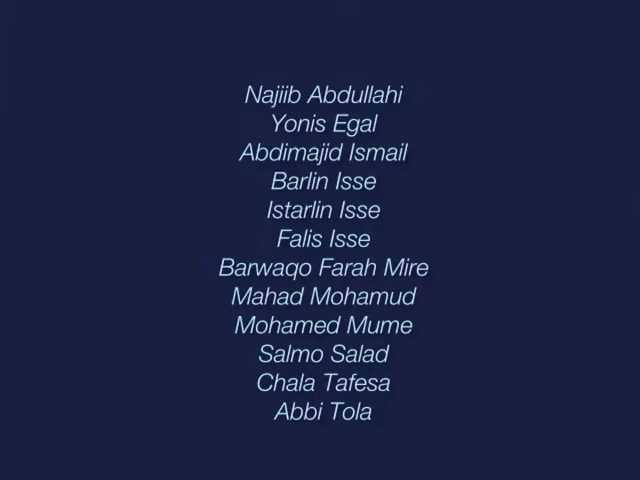 Najiib Abdullahi
Yonis Egal
Abdimajid Ismail
Barlin Isse
Istarlin Isse
Falis Isse
Barwaqo Farah Mire
Mahad Mohamud
Mohamed Mume
Salmo Salad
Chala Tafesa
Abbi Tola